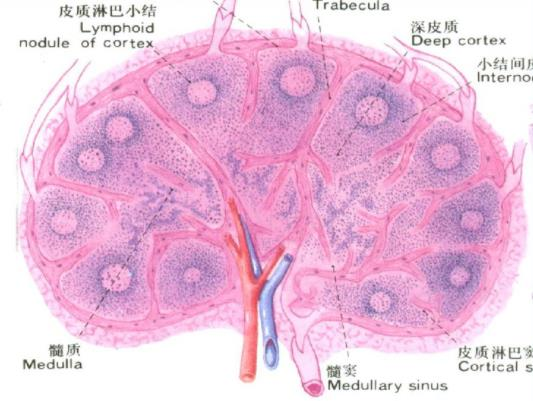 Trabecula
皮质淋巴小结
Lymphoid
nodule of cortex
深皮质
Deep cortex
小结间
髓质
Medulla
髓窦
Medullary sinus
皮质淋巴窦
Cortical